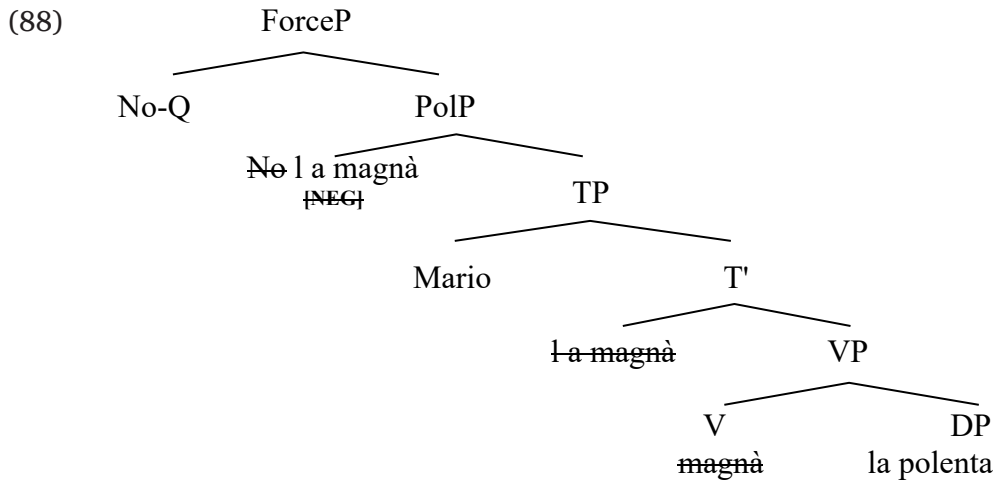 (88) ForceP
No-Q PolP
No l a magnà
[NEG]
TP
Mario T'
l a magnà VP
V DP
magnà la polenta